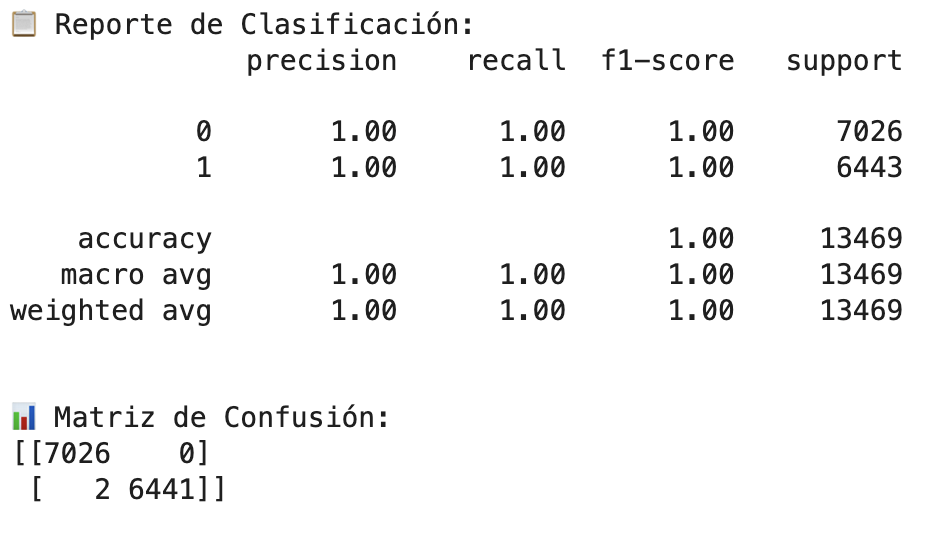 📋 Reporte de Clasificación:
precision recall f1-score support
0 1.00 1.00 1.00 7026
1 1.00 1.00 1.00 6443
accuracy 1.00 13469
macro avg 1.00 1.00 1.00 13469
weighted avg 1.00 1.00 1.00 13469
📊 Matriz de Confusión:
[[7026 0]
[ 2 6441]]